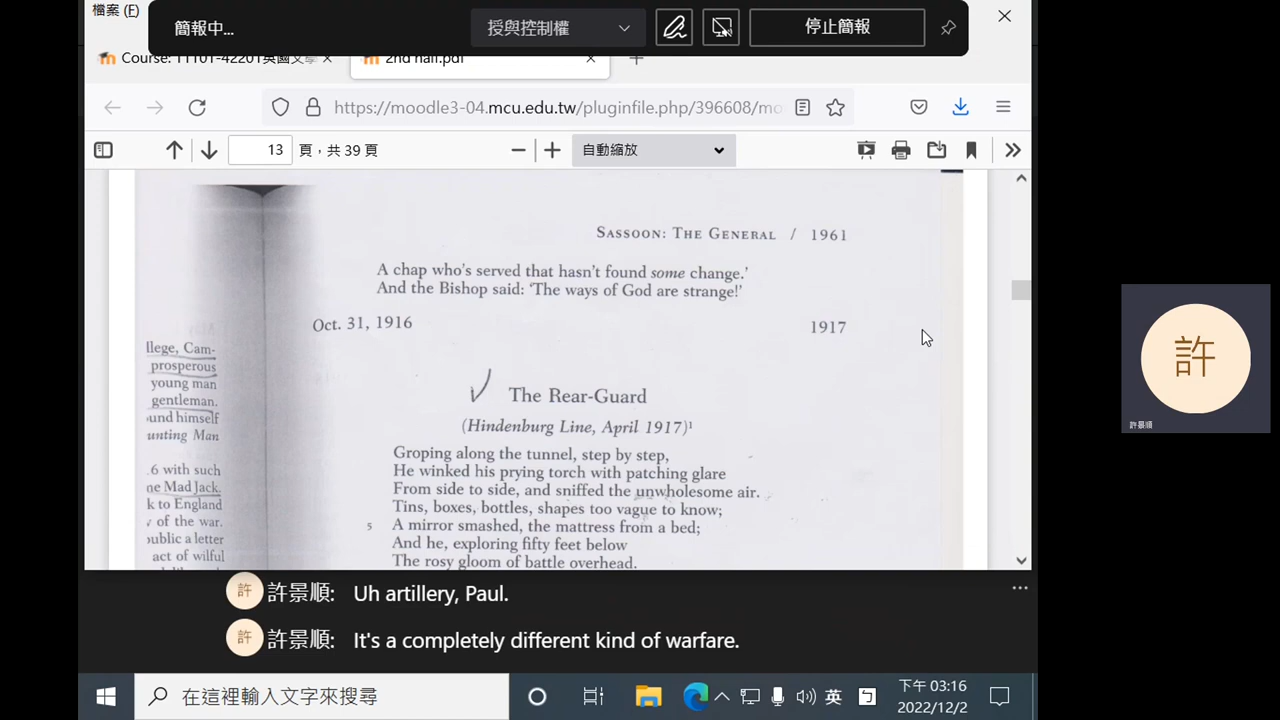 檔案 (F)
簡報中...
授與控制權
停止簡報
Course: 11101-42201英國文學
2nd half.pdf
https://moodle3-04.mcu.edu.tw/pluginfile.php/396608/mo
13 頁，共 39 頁
自動縮放
SASSOON: THE GENERAL / 1961
A chap who's served that hasn't found some change.'
And the Bishop said: 'The ways of God are strange!'
Oct. 31, 1916 1917
The Rear-Guard
(Hindenburg Line, April 1917)¹
Groping along the tunnel, step by step,
He winked his prying torch with patching glare
From side to side, and sniffed the unwholesome air.
Tins, boxes, bottles, shapes too vague to know;
5 A mirror smashed, the mattress from a bed;
And he, exploring fifty feet below
The rosy gloom of battle overhead.
llege, Cam-
prosperous
young man
gentleman.
und himself
unting Man
.6 with such
ne Mad Jack.
k to England
of the war.
public a letter
act of wilful
許
許景順
許 許景順: Uh artillery, Paul.
許 許景順: It's a completely different kind of warfare.
在這裡輸入文字來搜尋
英
下午 03:16
2022/12/2